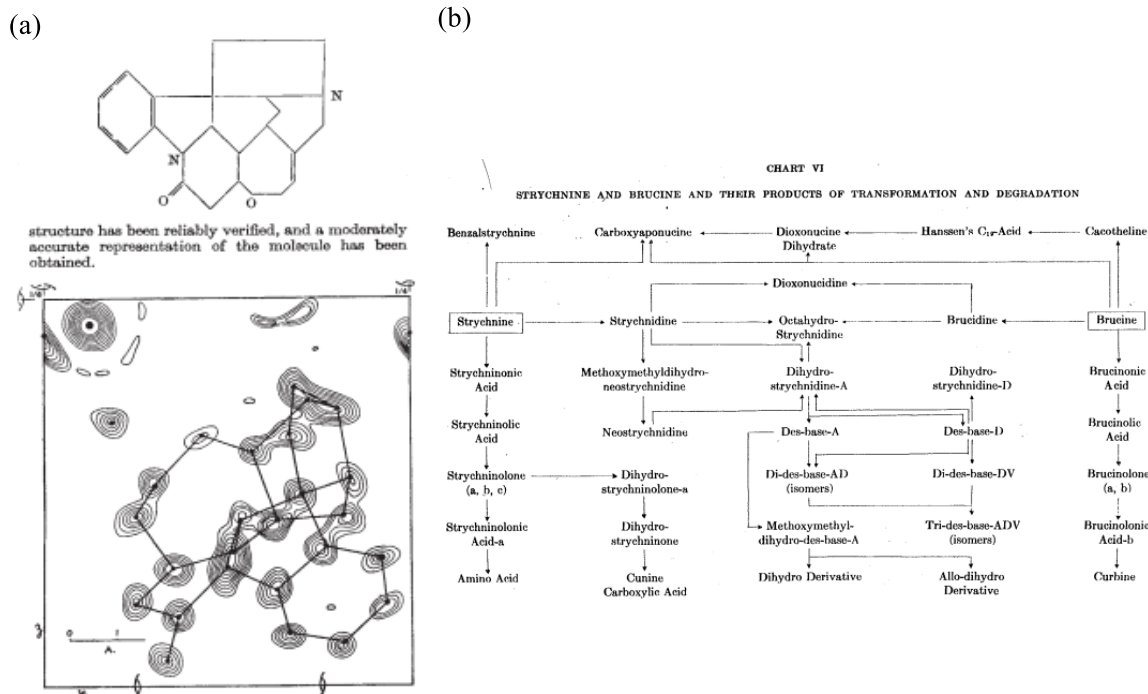 (a)
N
N
O
O
structure has been reliably verified, and a moderately
accurate representation of the molecule has been
obtained.
0 1
A.
(b)
CHART VI
STRYCHNINE AND BRUCINE AND THEIR PRODUCTS OF TRANSFORMATION AND DEGRADATION
Benzalstrychnine Carboxyaponucine Dioxonucine Hanssen's C₁₉-Acid Cacotheline
Dihydrate
Dioxonucidine
Strychnine Strychnidine Octahydro- Brucidine Brucine
Strychnidine
Strychninonic Methoxymethyldihydro- Dihydro- Dihydro- Brucinonic
Acid neostrychnidine strychnidine-A strychnidine-D Acid
Strychninolic Neostrychnidine Des-base-A Des-base-D Brucinolic
Acid Acid
Strychninolone Dihydro- Di-des-base-AD Di-des-base-DV Brucinolone
(a, b, c) strychninolone-a (isomers) (a, b)
Strychninolonic Dihydro- Methoxymethyl- Tri-des-base-ADV Brucinolonic
Acid-a strychninone dihydro-des-base-A (isomers) Acid-b
Amino Acid Cunine Dihydro Derivative Allo-dihydro Curbine
Carboxylic Acid Derivative